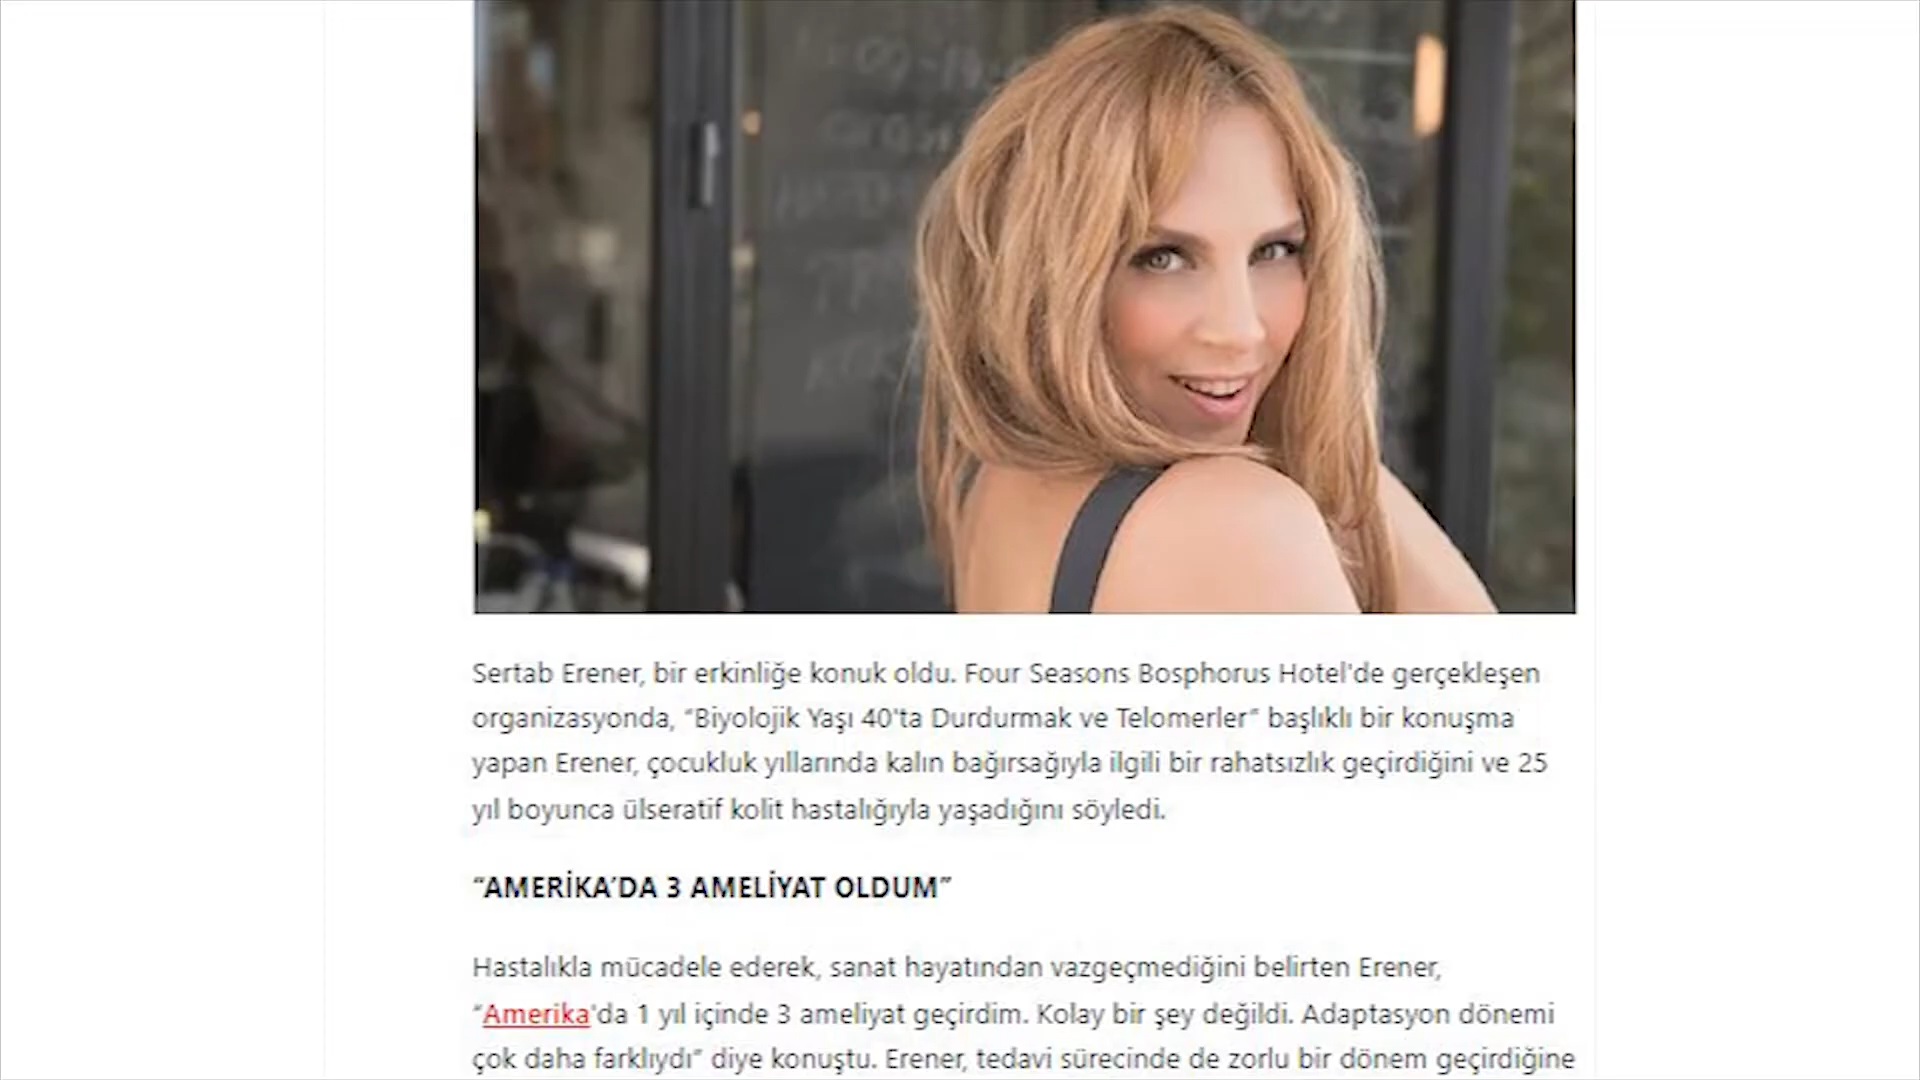 Sertab Erener, bir erkinliğe konuk oldu. Four Seasons Bosphorus Hotel'de gerçekleşen
organizasyonda, “Biyolojik Yaşı 40'ta Durdurmak ve Telomerler” başlıklı bir konuşma
yapan Erener, çocukluk yıllarında kalın bağırsağıyla ilgili bir rahatsızlık geçirdiğini ve 25
yıl boyunca ülseratif kolit hastalığıyla yaşadığını söyledi.
“AMERİKA’DA 3 AMELİYAT OLDUM”
Hastalıkla mücadele ederek, sanat hayatından vazgeçmediğini belirten Erener,
“Amerika'da 1 yıl içinde 3 ameliyat geçirdim. Kolay bir şey değildi. Adaptasyon dönemi
çok daha farklıydı” diye konuştu. Erener, tedavi sürecinde de zorlu bir dönem geçirdiğine